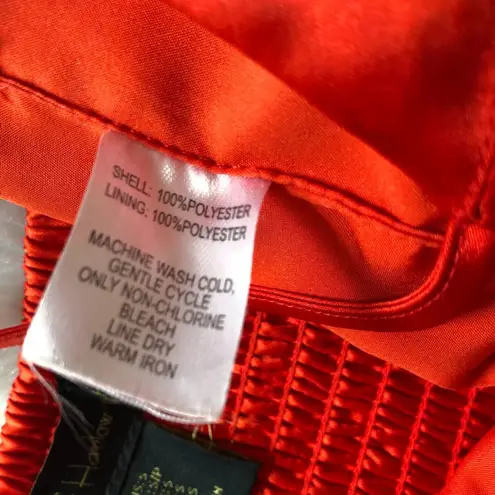 SHELL: 100%POLYESTER
LINING: 100%POLYESTER
MACHINE WASH COLD,
GENTLE CYCLE
ONLY NON-CHLORINE
BLEACH
LINE DRY
WARM IRON